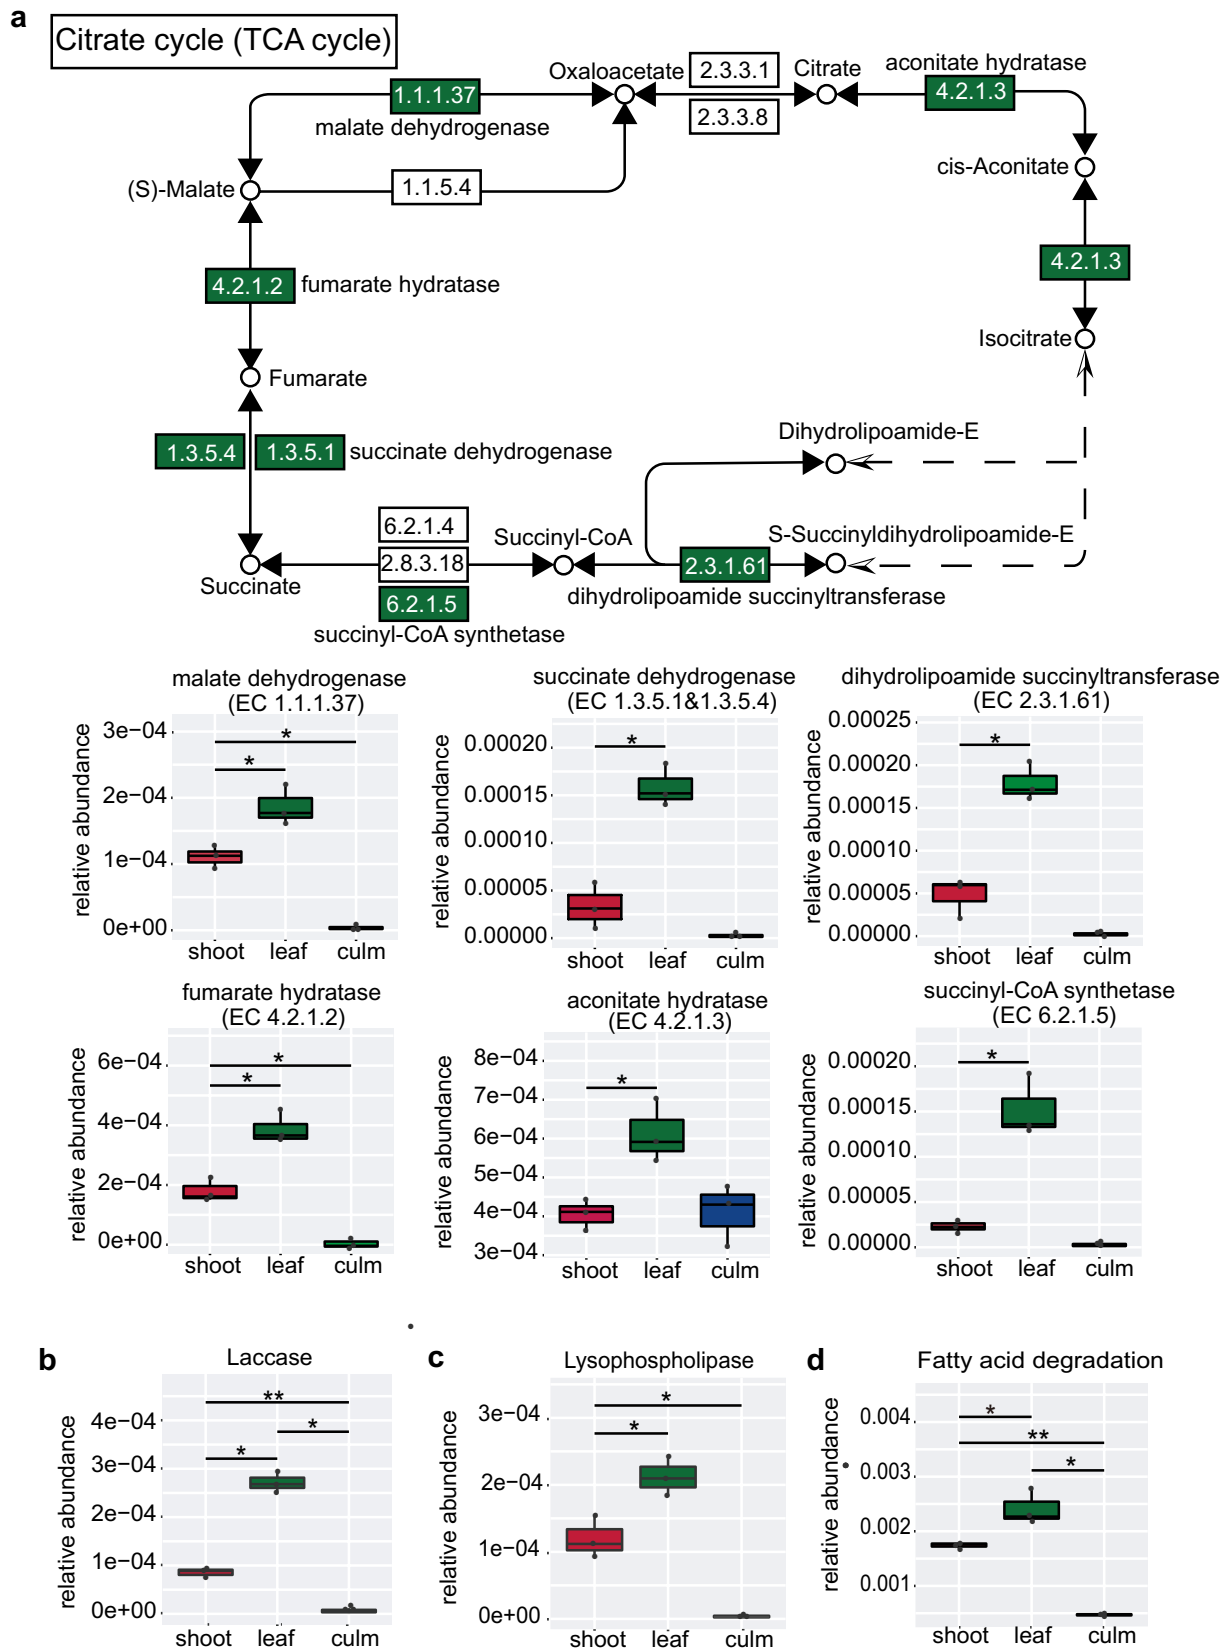 a
Citrate cycle (TCA cycle)
Oxaloacetate
2.3.3.1
Citrate
aconitate hydratase
1.1.1.37
4.2.1.3
malate dehydrogenase
2.3.3.8
(S)-Malate
1.1.5.4
cis-Aconitate
4.2.1.2
fumarate hydratase
4.2.1.3
Isocitrate
Fumarate
1.3.5.4
1.3.5.1
succinate dehydrogenase
Dihydrolipoamide-E
6.2.1.4
Succinyl-CoA
S-Succinyldihydrolipoamide-E
2.8.3.18
2.3.1.61
Succinate
6.2.1.5
dihydrolipoamide succinyltransferase
succinyl-CoA synthetase
malate dehydrogenase
(EC 1.1.1.37)
relative abundance
3e−04
2e−04
1e−04
0e+00
*
*
shoot leaf culm
succinate dehydrogenase
(EC 1.3.5.1&1.3.5.4)
relative abundance
0.00020
0.00015
0.00010
0.00005
0.00000
*
shoot leaf culm
dihydrolipoamide succinyltransferase
(EC 2.3.1.61)
relative abundance
0.00025
0.00020
0.00015
0.00010
0.00005
0.00000
*
shoot leaf culm
fumarate hydratase
(EC 4.2.1.2)
relative abundance
6e−04
4e−04
2e−04
0e+00
*
*
shoot leaf culm
aconitate hydratase
(EC 4.2.1.3)
relative abundance
8e−04
7e−04
6e−04
5e−04
4e−04
3e−04
*
shoot leaf culm
succinyl-CoA synthetase
(EC 6.2.1.5)
relative abundance
0.00020
0.00015
0.00010
0.00005
0.00000
*
shoot leaf culm
b
Laccase
relative abundance
4e−04
3e−04
2e−04
1e−04
0e+00
**
*
*
shoot leaf culm
c
Lysophospholipase
relative abundance
3e−04
2e−04
1e−04
0e+00
*
*
shoot leaf culm
d
Fatty acid degradation
relative abundance
0.004
0.003
0.002
0.001
*
**
*
shoot leaf culm